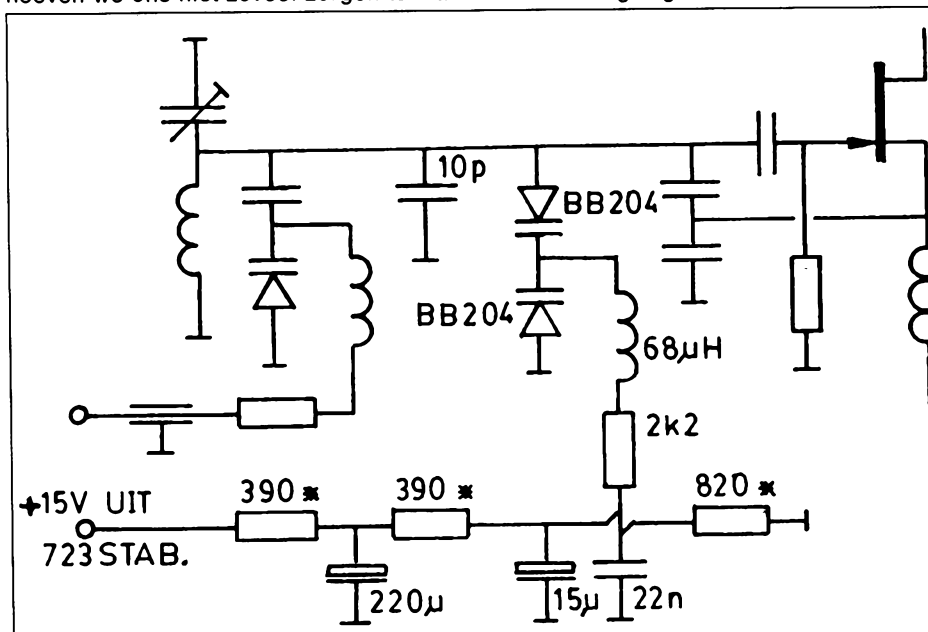 10p
BB204
BB204
68µH
2k2
390*
390*
820*
+15V UIT
723 STAB.
220µ
15µ
22n